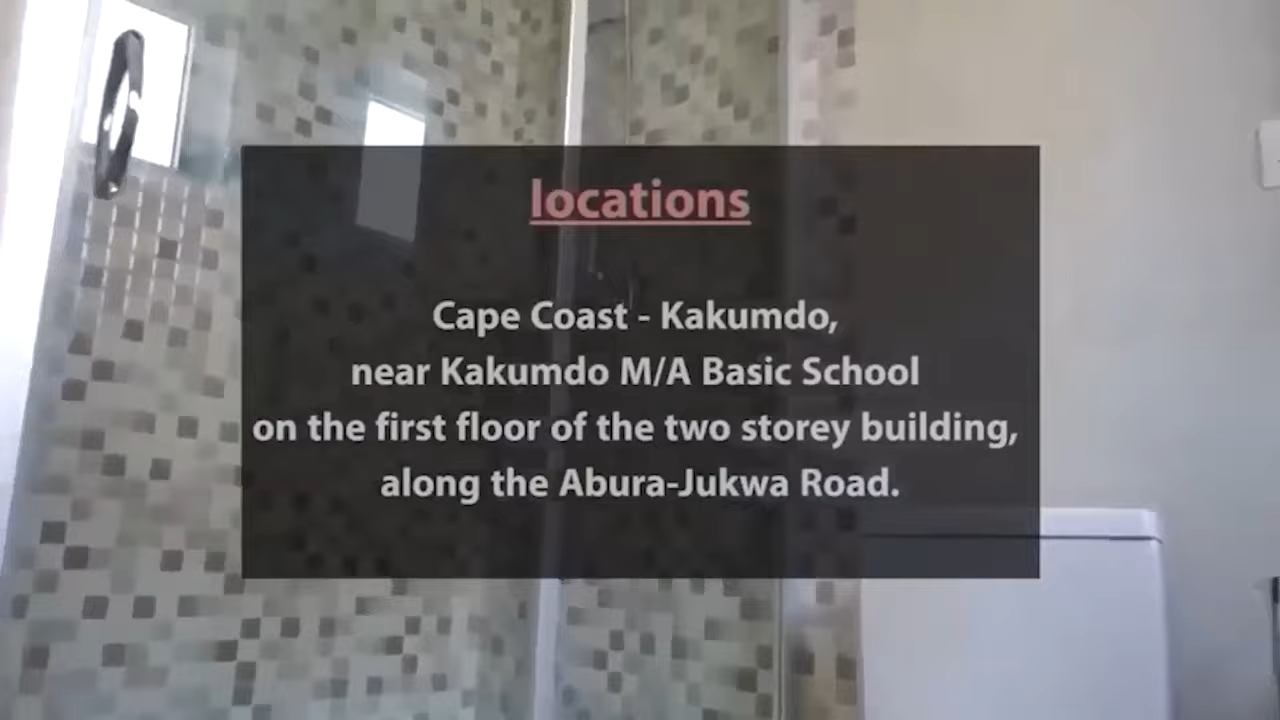 locations
Cape Coast - Kakumdo,
near Kakumdo M/A Basic School
on the first floor of the two storey building,
along the Abura-Jukwa Road.